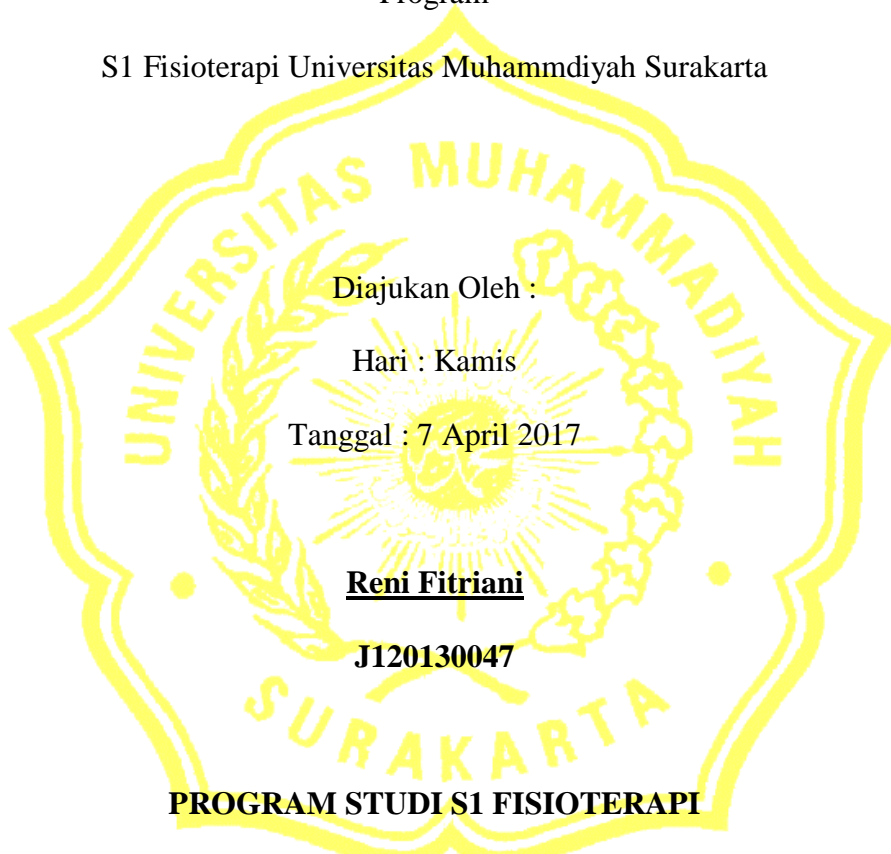 Program
S1 Fisioterapi Universitas Muhammdiyah Surakarta
UNIVERSITAS MUHAMMADIYAH
Diajukan Oleh :
Hari : Kamis
Tanggal : 7 April 2017
Reni Fitriani
J120130047
SURAKARTA
PROGRAM STUDI S1 FISIOTERAPI